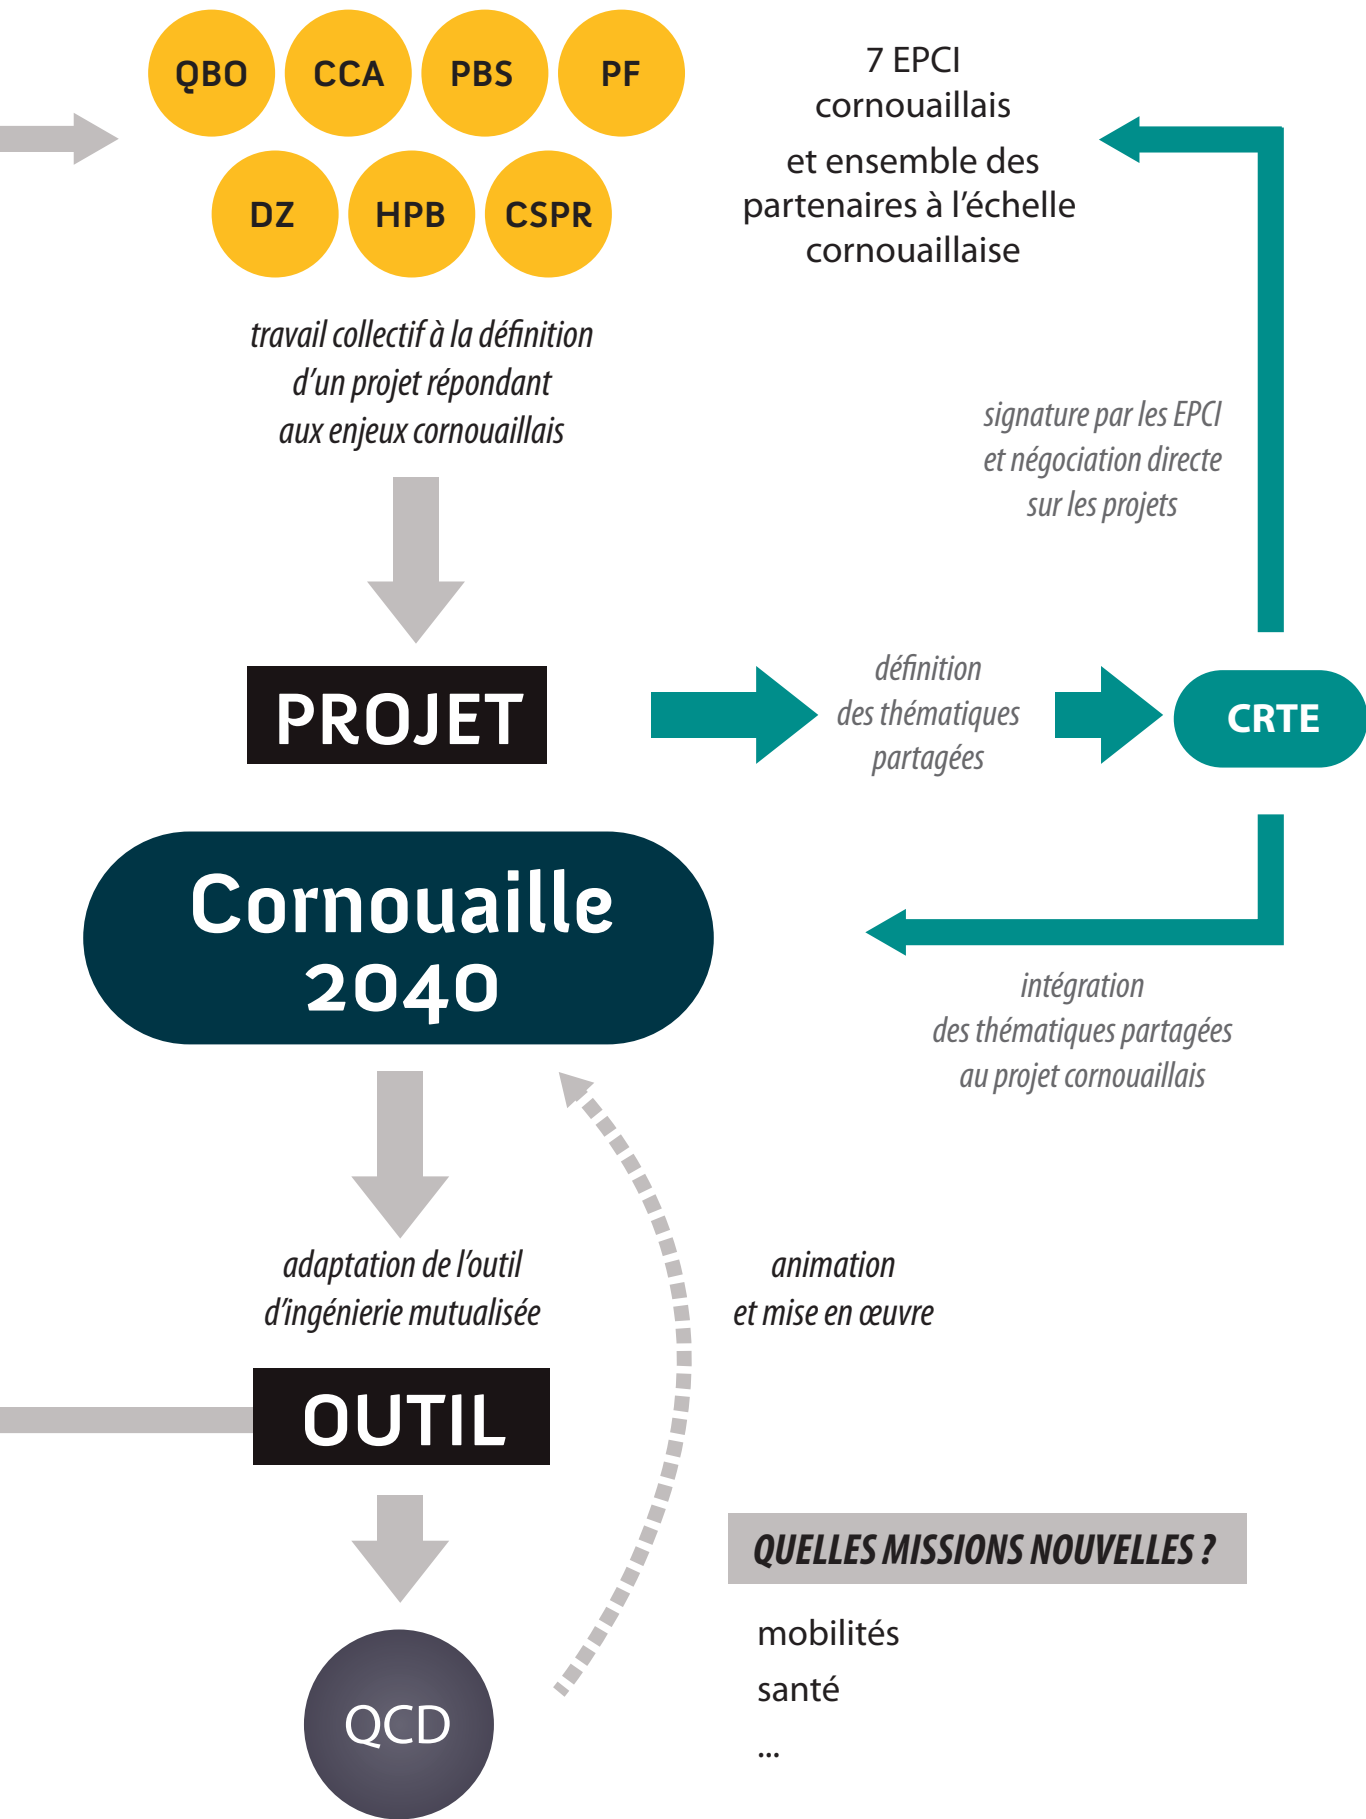 QBO CCA PBS PF
DZ HPB CSPR
7 EPCI
cornouaillais
et ensemble des
partenaires à l’échelle
cornouaillaise
travail collectif à la définition
d’un projet répondant
aux enjeux cornouaillais
signature par les EPCI
et négociation directe
sur les projets
PROJET
définition
des thématiques
partagées
CRTE
Cornouaille
2040
intégration
des thématiques partagées
au projet cornouaillais
adaptation de l’outil
d’ingénierie mutualisée
animation
et mise en œuvre
OUTIL
QUELLES MISSIONS NOUVELLES ?
mobilités
santé
...
QCD